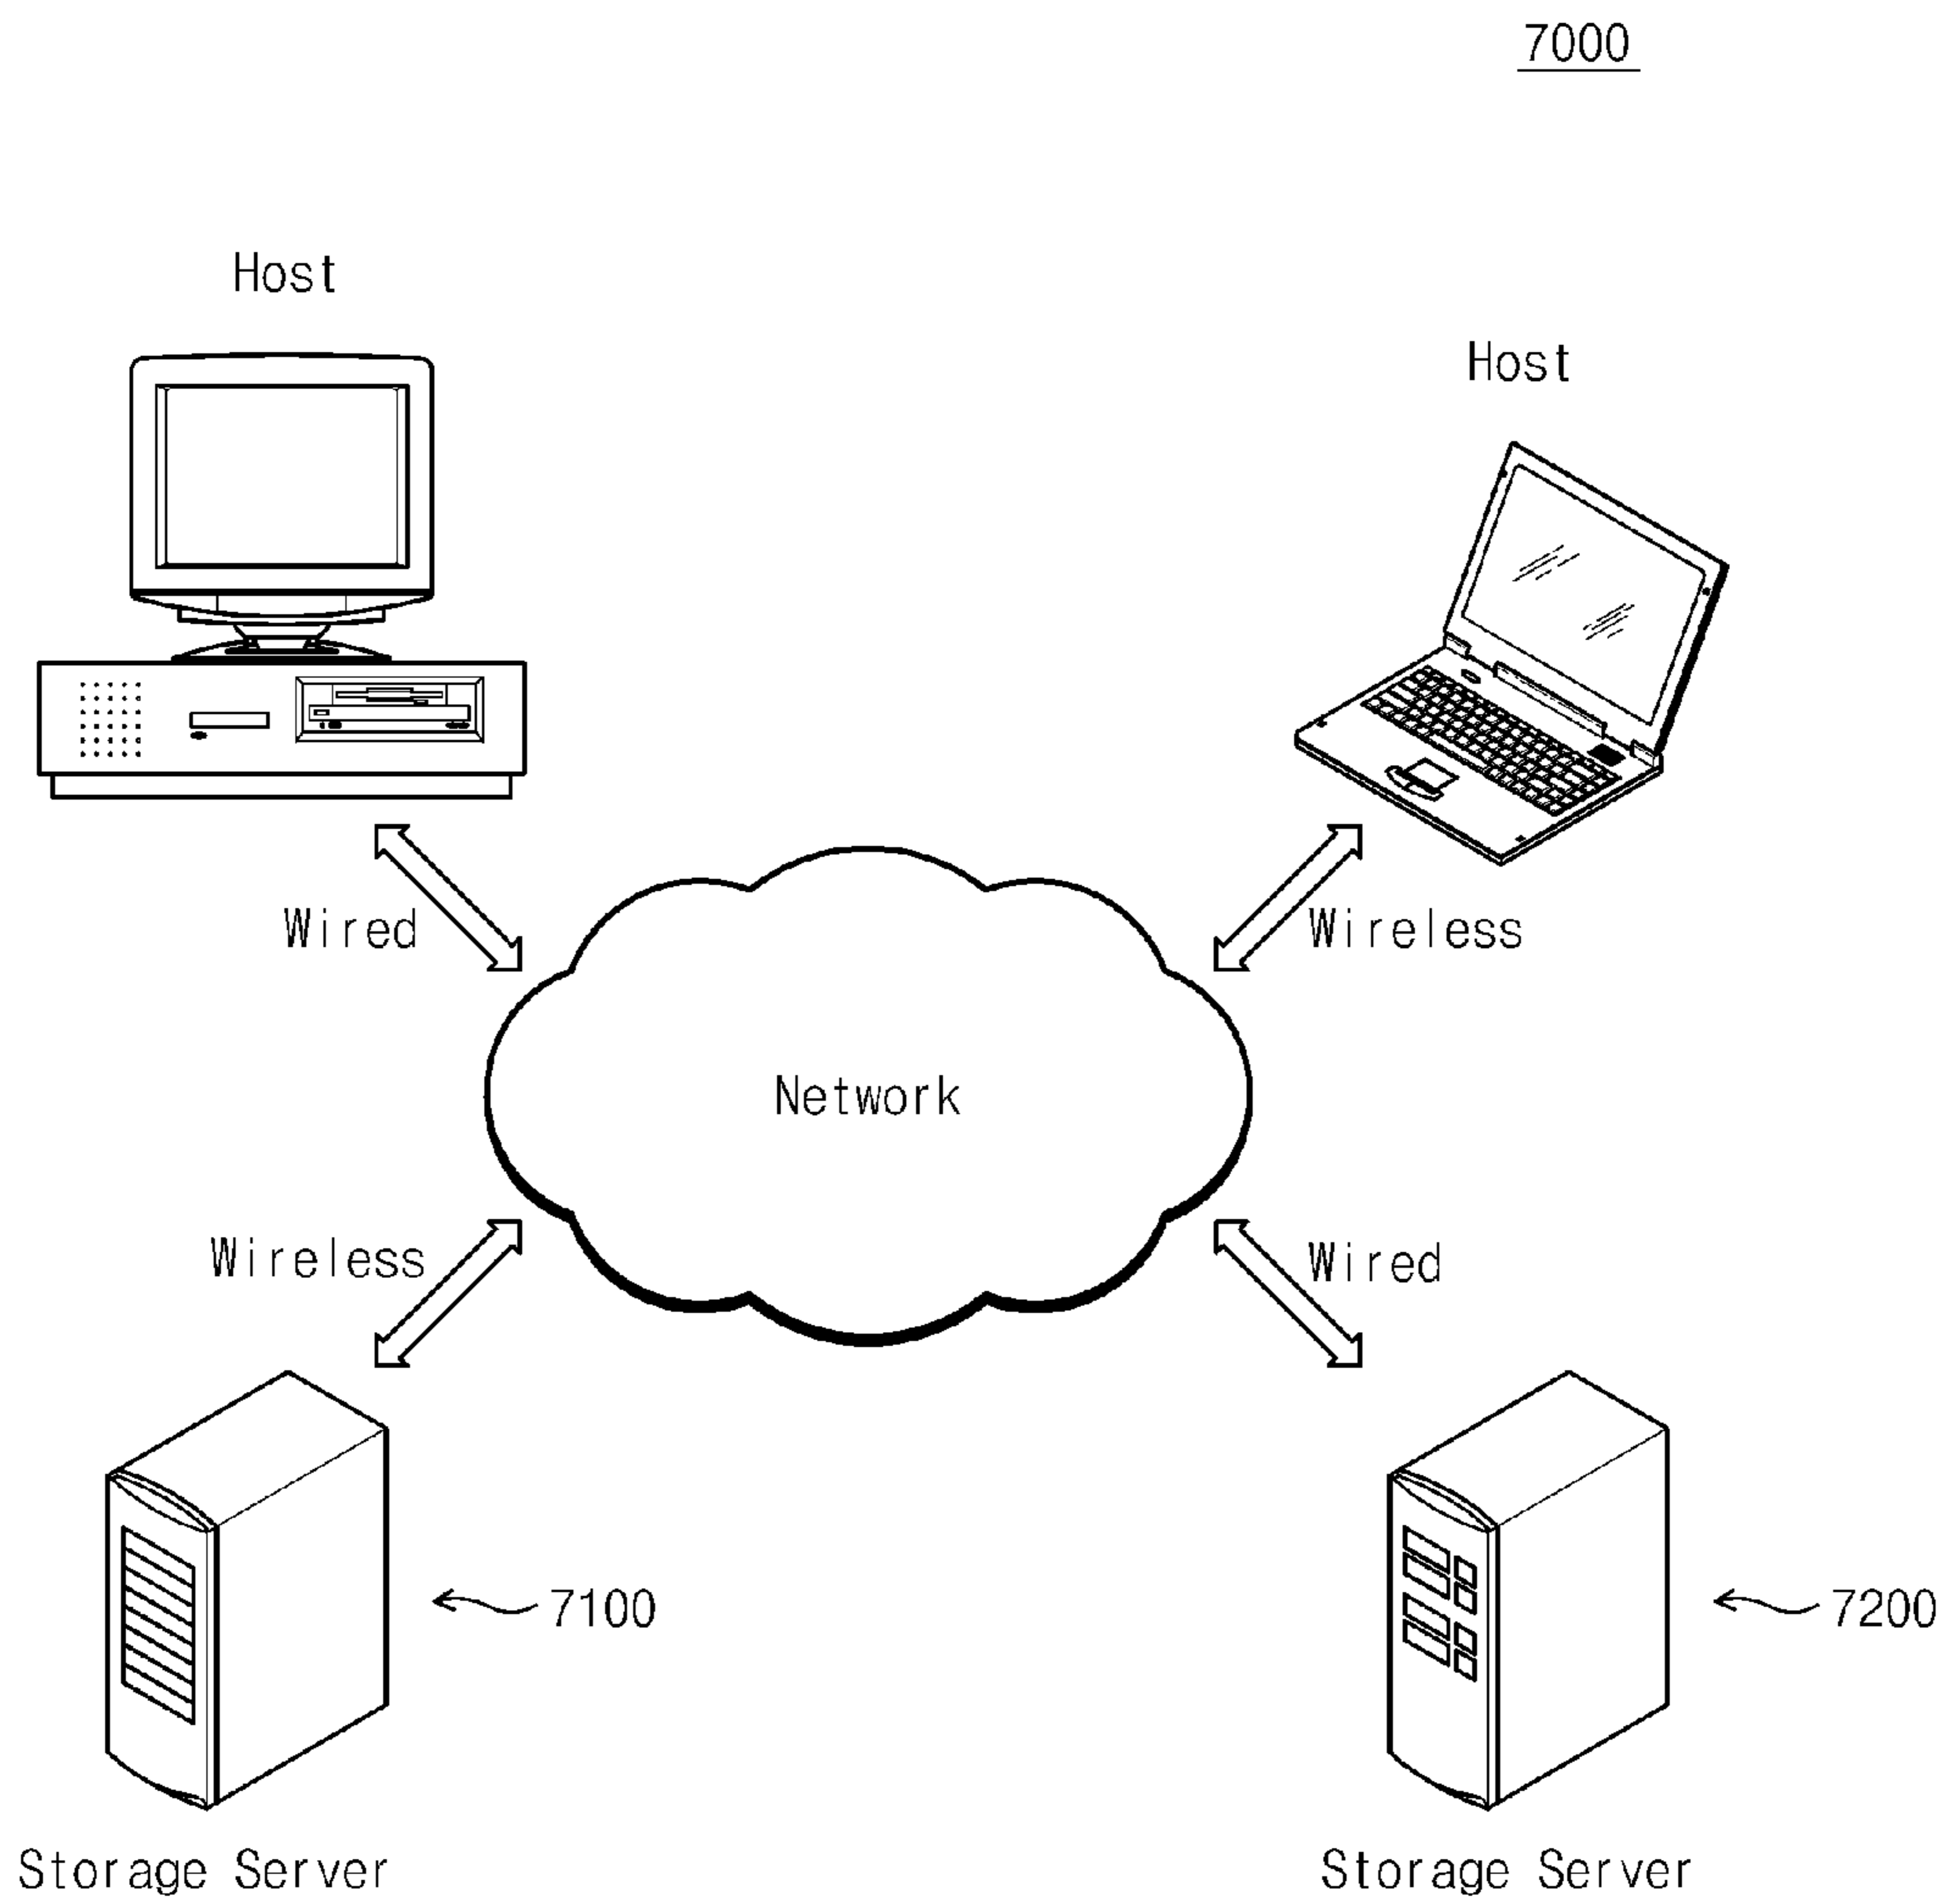 7000
Host
Host
Wired
Wireless
Network
Wireless
Wired
7100
7200
Storage Server
Storage Server